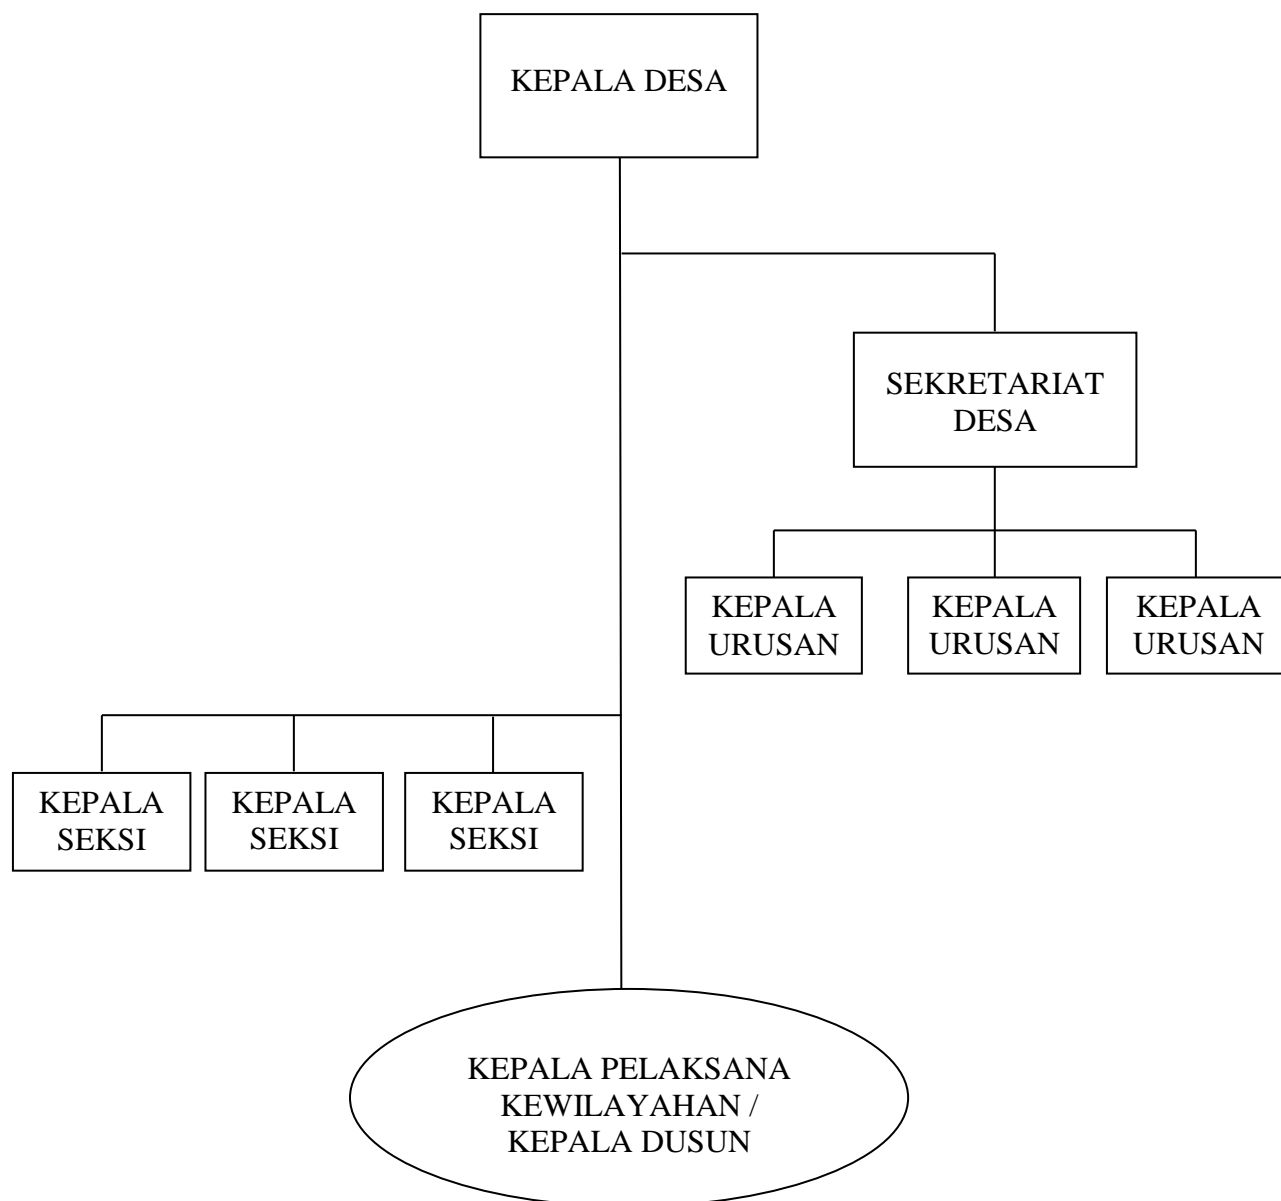 KEPALA DESA
SEKRETARIAT
DESA
KEPALA
URUSAN
KEPALA
URUSAN
KEPALA
URUSAN
KEPALA
SEKSI
KEPALA
SEKSI
KEPALA
SEKSI
KEPALA PELAKSANA
KEWILAYAHAN /
KEPALA DUSUN